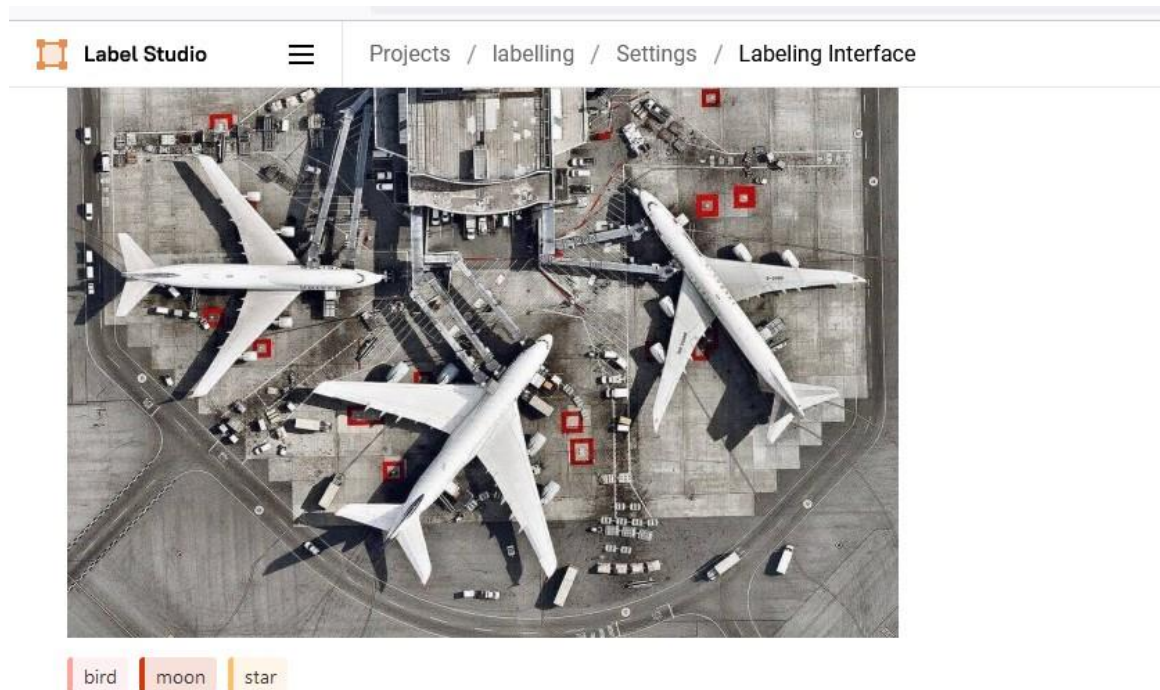 Label Studio
Projects / labelling / Settings / Labeling Interface
bird moon star